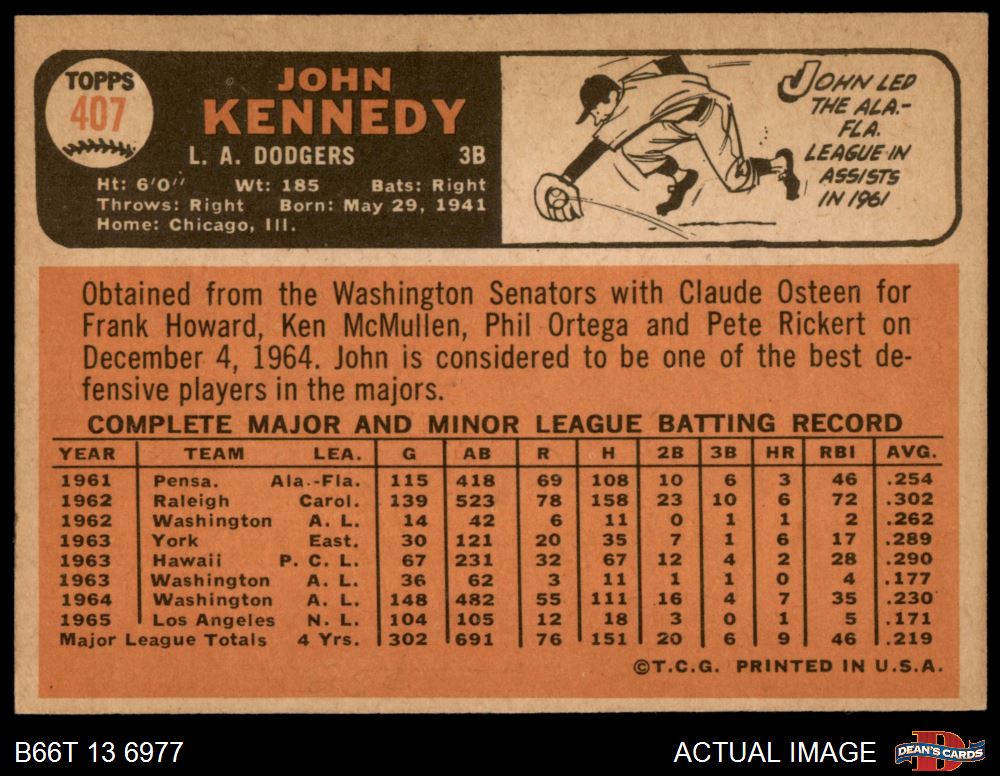 TOPPS
407
JOHN
KENNEDY
L. A. DODGERS 3B
Ht: 6'0" Wt: 185 Bats: Right
Throws: Right Born: May 29, 1941
Home: Chicago, Ill.
JOHN LED
THE ALA.-
FLA.
LEAGUE IN
ASSISTS
IN 1961
Obtained from the Washington Senators with Claude Osteen for
Frank Howard, Ken McMullen, Phil Ortega and Pete Rickert on
December 4, 1964. John is considered to be one of the best de-
fensive players in the majors.
COMPLETE MAJOR AND MINOR LEAGUE BATTING RECORD
YEAR TEAM LEA. G AB R H 2B 3B HR RBI AVG.
1961 Pensa. Ala.-Fla. 115 418 69 108 10 6 3 46 .254
1962 Raleigh Carol. 139 523 78 158 23 10 6 72 .302
1962 Washington A. L. 14 42 6 11 0 1 1 2 .262
1963 York East. 30 121 20 35 7 1 6 17 .289
1963 Hawaii P. C. L. 67 231 32 67 12 4 2 28 .290
1963 Washington A. L. 36 62 3 11 1 1 0 4 .177
1964 Washington A. L. 148 482 55 111 16 4 7 35 .230
1965 Los Angeles N. L. 104 105 12 18 3 0 1 5 .171
Major League Totals 4 Yrs. 302 691 76 151 20 6 9 46 .219
©T.C.G. PRINTED IN U.S.A.
B66T 13 6977 ACTUAL IMAGE DEAN'S CARDS